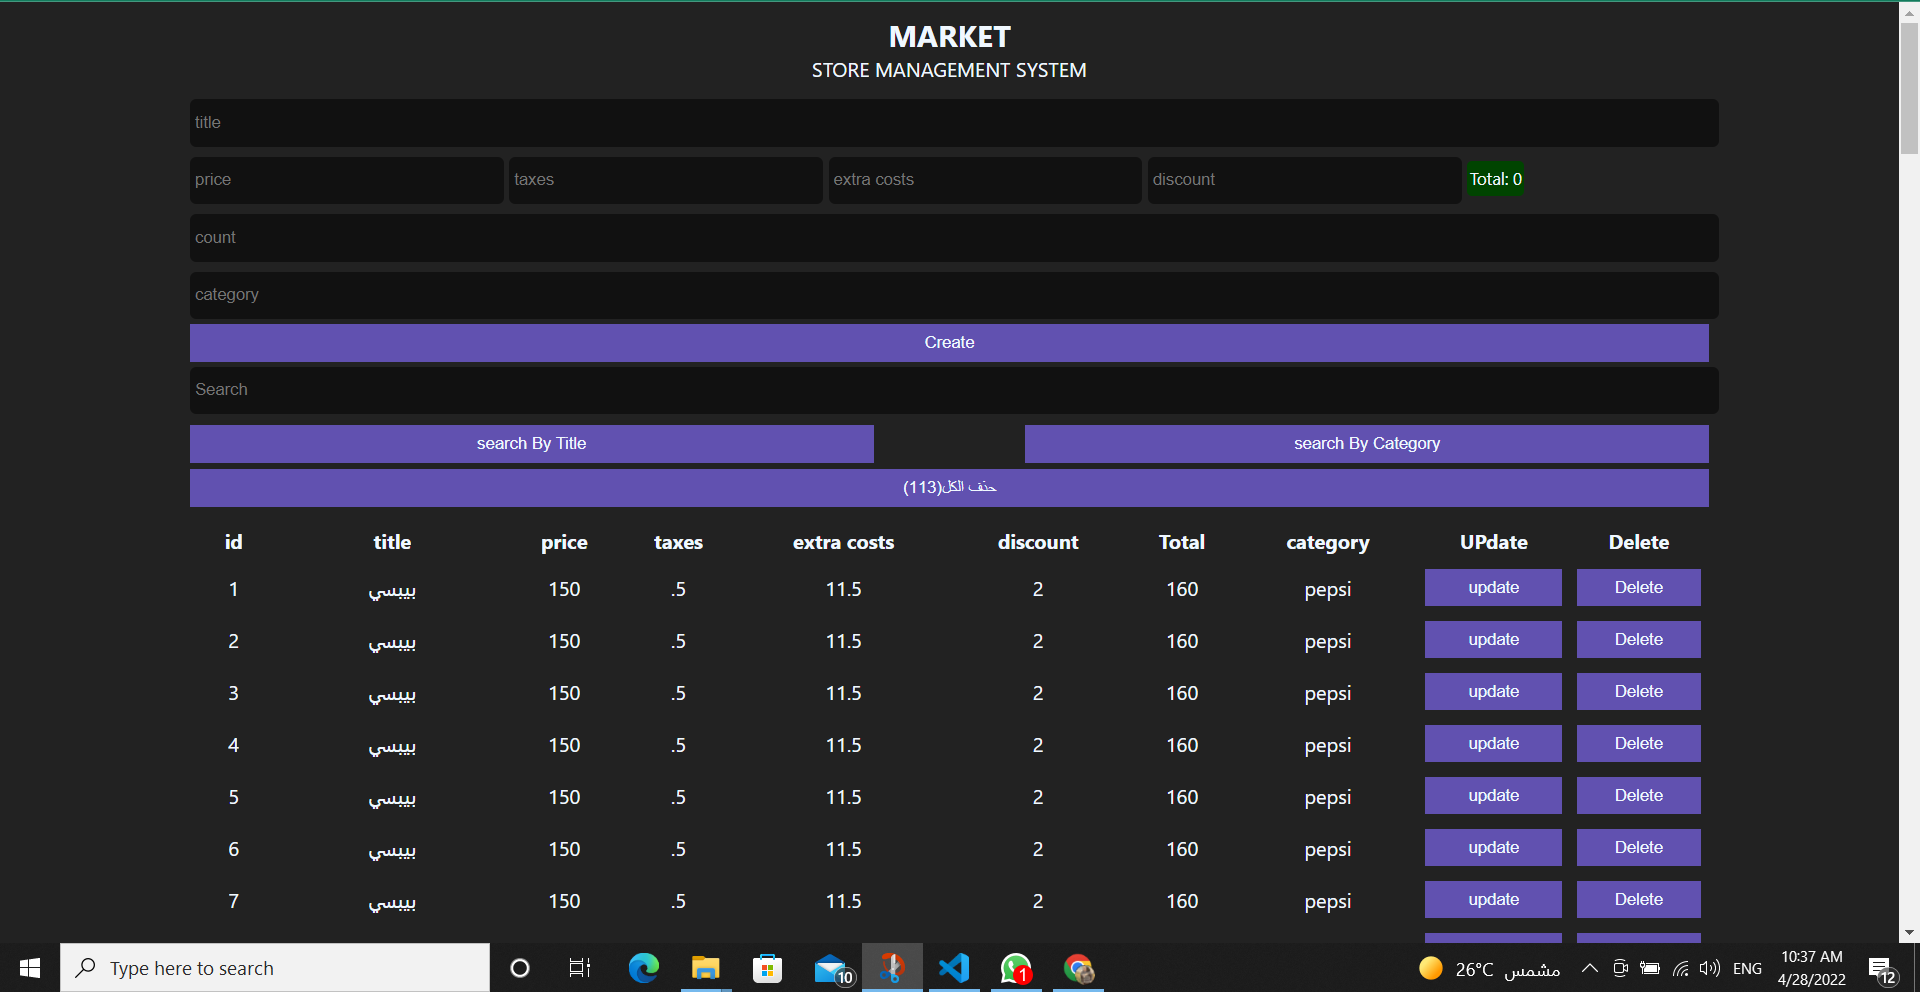 MARKET
STORE MANAGEMENT SYSTEM
title
price taxes extra costs discount Total: 0
count
category
Create
Search
search By Title search By Category
حذف الكل(113)
id title price taxes extra costs discount Total category UPdate Delete
1 بيبسي 150 .5 11.5 2 160 pepsi update Delete
2 بيبسي 150 .5 11.5 2 160 pepsi update Delete
3 بيبسي 150 .5 11.5 2 160 pepsi update Delete
4 بيبسي 150 .5 11.5 2 160 pepsi update Delete
5 بيبسي 150 .5 11.5 2 160 pepsi update Delete
6 بيبسي 150 .5 11.5 2 160 pepsi update Delete
7 بيبسي 150 .5 11.5 2 160 pepsi update Delete
Type here to search 10 1 26°C مشمس ENG 10:37 AM
4/28/2022 12